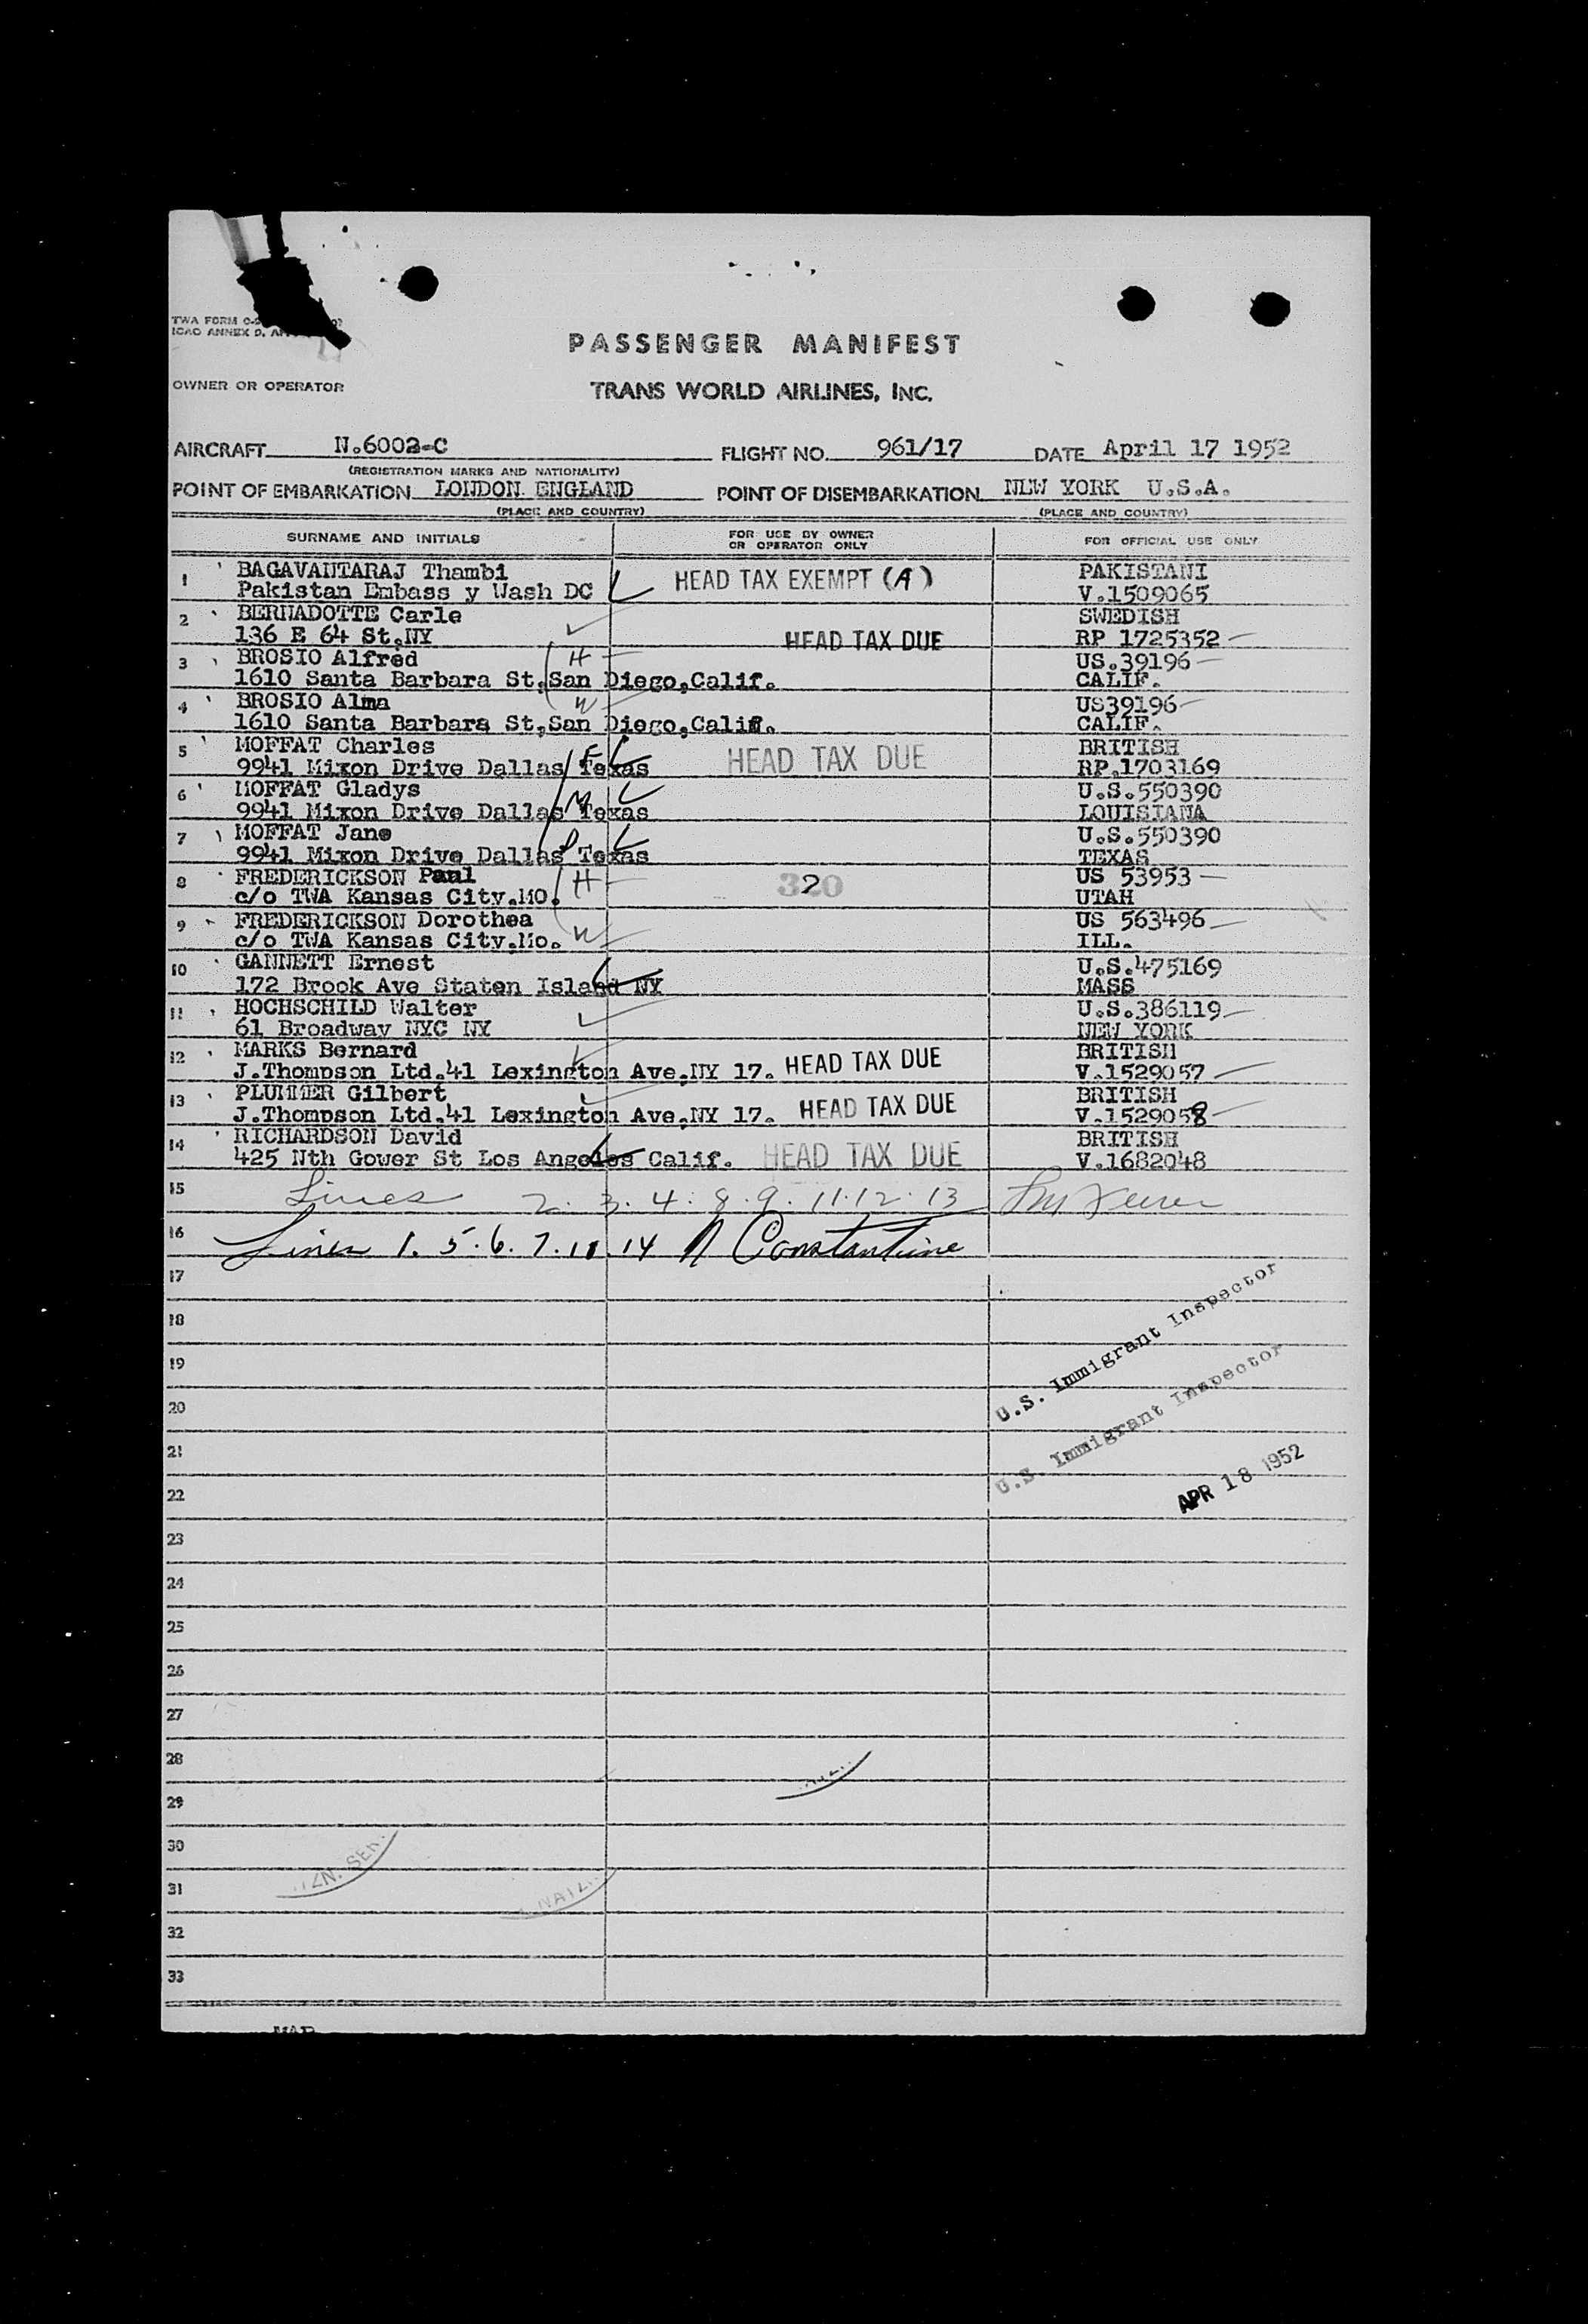 TWA FORM
ICAO ANNEX 9.
PASSENGER MANIFEST
OWNER OR OPERATOR TRANS WORLD AIRLINES, INC.
AIRCRAFT N.6002-C FLIGHT NO. 961/17 DATE April 17 1952
(REGISTRATION MARKS AND NATIONALITY)
POINT OF EMBARKATION LONDON. ENGLAND POINT OF DISEMBARKATION NEW YORK U.S.A.
(PLACE AND COUNTRY) (PLACE AND COUNTRY)
SURNAME AND INITIALS FOR USE BY OWNER OR OPERATOR ONLY FOR OFFICIAL USE ONLY
1 BAGAVANTARAJ Thambi HEAD TAX EXEMPT (A) PAKISTANI
Pakistan Embass y Wash DC V.1509065
2 BERNADOTTE Carle SWEDISH
136 E 64 St.NY HEAD TAX DUE RP 1725352
3 BROSIO Alfred H US.39196
1610 Santa Barbara St,San Diego,Calif. CALIF.
4 BROSIO Alma W US39196
1610 Santa Barbara St,San Diego,Calif. CALIF.
5 MOFFAT Charles F HEAD TAX DUE BRITISH
9941 Mixon Drive Dallas Texas RP.1703169
6 MOFFAT Gladys M U.S.550390
9941 Mixon Drive Dallas Texas LOUISIANA
7 MOFFAT Jane D U.S.550390
9941 Mixon Drive Dallas Texas TEXAS
8 FREDERICKSON Paul H 320 2 US 53953
c/o TWA Kansas City.MO. UTAH
9 FREDERICKSON Dorothea W US 563496
c/o TWA Kansas City.Mo. ILL.
10 GANNETT Ernest U.S.475169
172 Brook Ave Staten Island NY MASS
11 HOCHSCHILD Walter U.S.386119
61 Broadway NYC NY NEW YORK
12 MARKS Bernard BRITISH
J.Thompson Ltd.41 Lexington Ave,NY 17. HEAD TAX DUE V.1529057
13 PLUMMER Gilbert BRITISH
J.Thompson Ltd.41 Lexington Ave,NY 17. HEAD TAX DUE V.1529058
14 RICHARDSON David BRITISH
425 Nth Gower St Los Angeles Calif. HEAD TAX DUE V.1682048
15 Lines 2. 3. 4. 8. 9. 11. 12. 13
16 Lines 1. 5. 6. 7. 10. 14 N Constantine
17
18
19
U.S. Immigrant Inspector
20
21
U.S. Immigrant Inspector
22
APR 18 1952
23
24
25
26
27
28
29
30
31
32
33